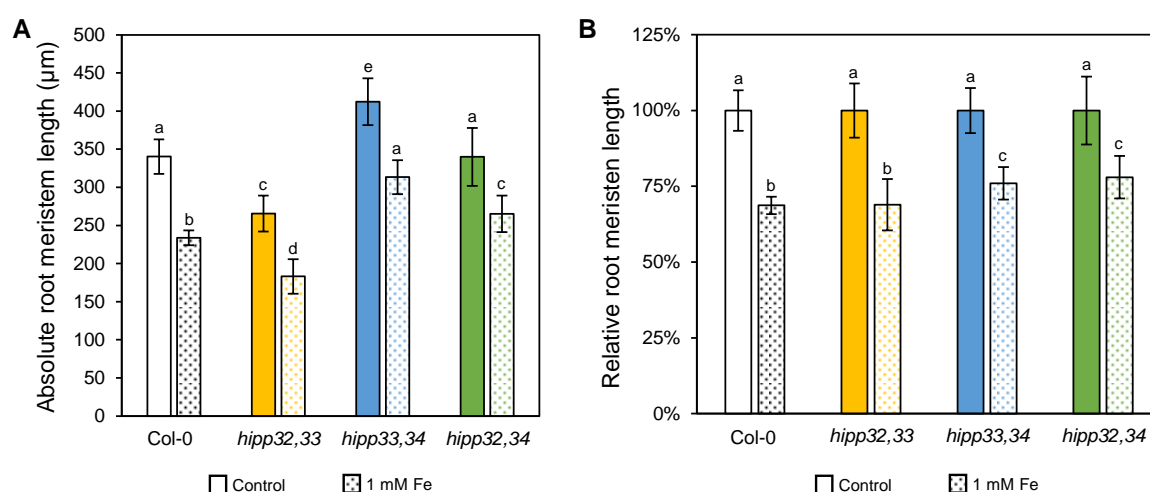 A
Absolute root meristem length (µm)
500
450
400
350
300
250
200
150
100
50
0
a
b
c
d
e
a
a
c
Col-0
hipp32,33
hipp33,34
hipp32,34
Control
1 mM Fe
B
Relative root meristen length
125%
100%
75%
50%
25%
0%
a
b
a
b
a
c
a
c
Col-0
hipp32,33
hipp33,34
hipp32,34
Control
1 mM Fe